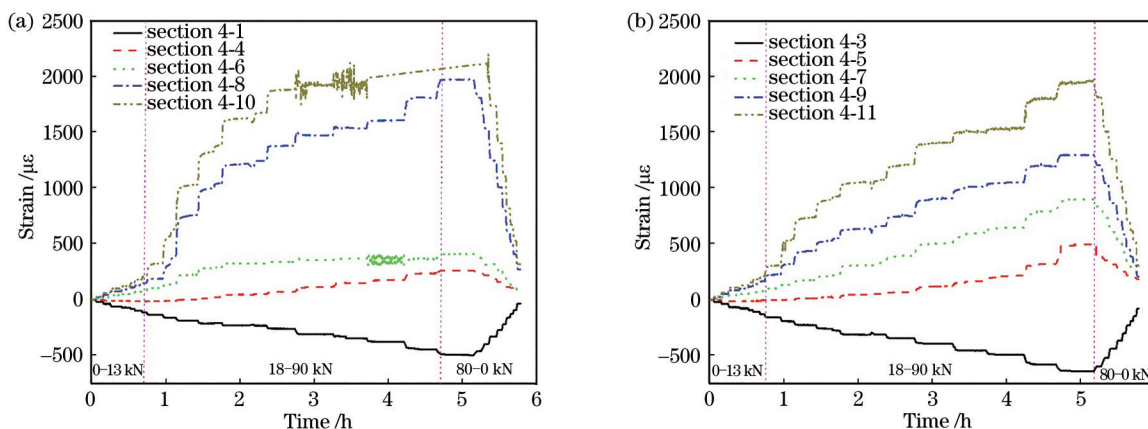 (a)
2500
2000
1500
1000
500
0
−500
Strain /με
section 4-1
section 4-4
section 4-6
section 4-8
section 4-10
0−13 kN
18−90 kN
80−0 kN
0
1
2
3
4
5
6
Time /h
(b)
2500
2000
1500
1000
500
0
−500
Strain /με
section 4-3
section 4-5
section 4-7
section 4-9
section 4-11
0−13 kN
18−90 kN
80−0 kN
0
1
2
3
4
5
Time /h